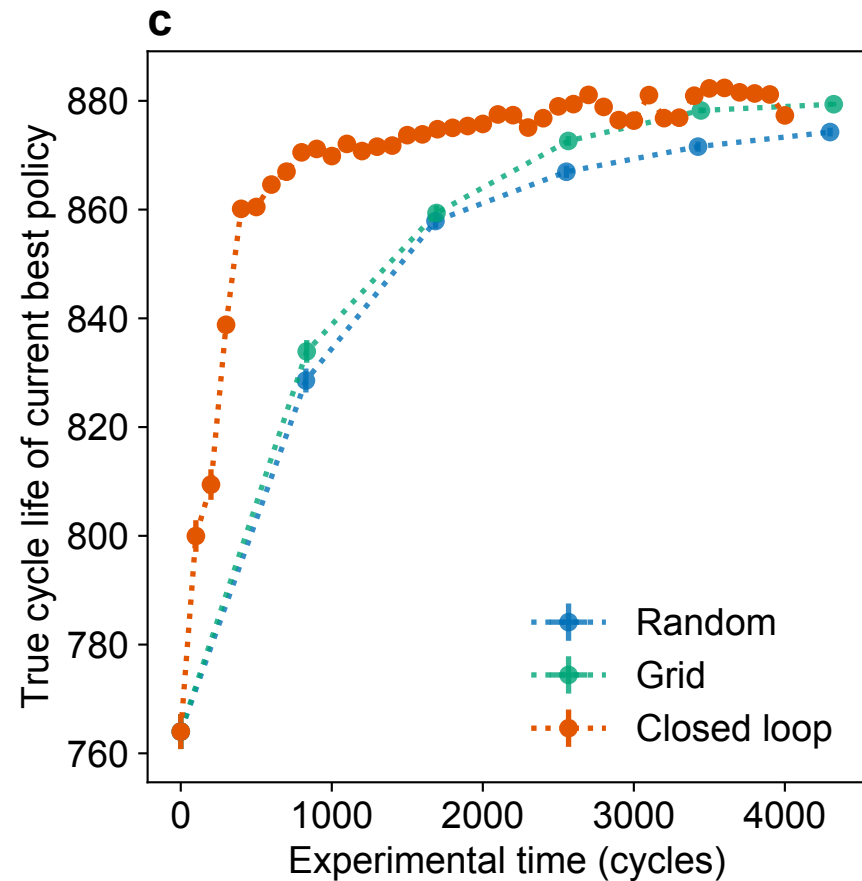 c
True cycle life of current best policy
880
860
840
820
800
780
760
Random
Grid
Closed loop
0 1000 2000 3000 4000
Experimental time (cycles)